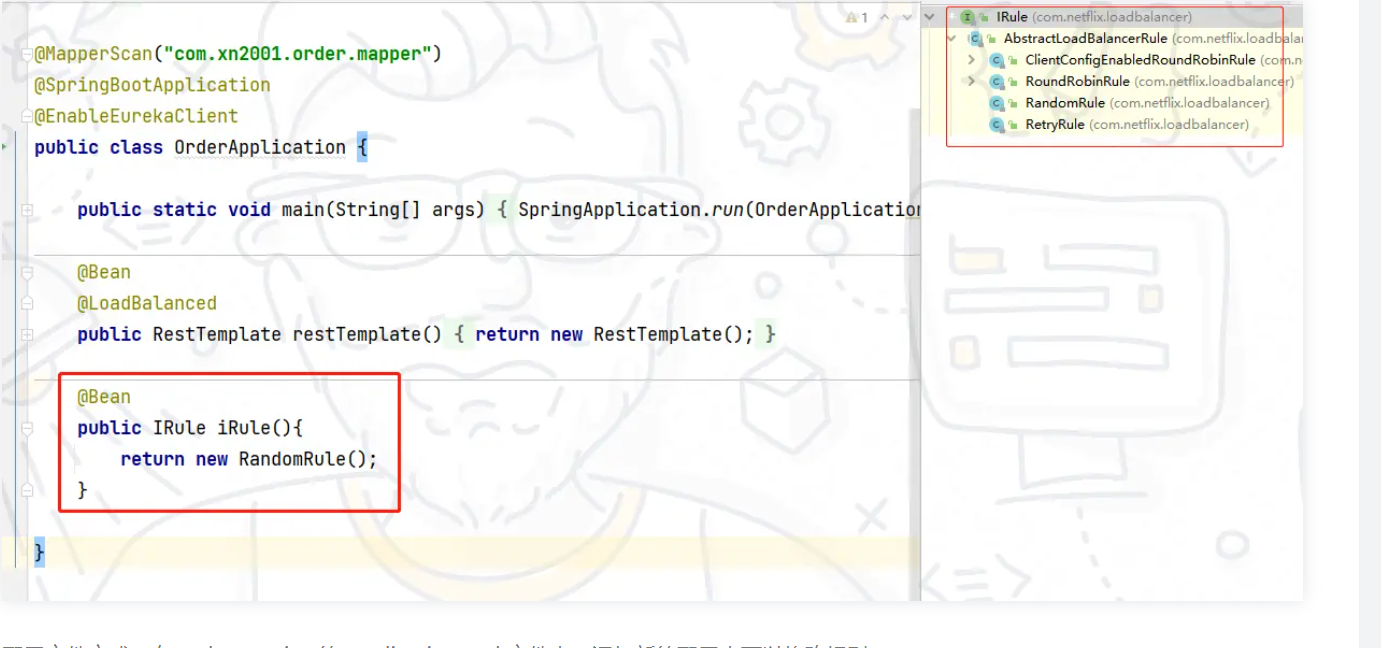 @MapperScan("com.xn2001.order.mapper")
@SpringBootApplication
@EnableEurekaClient
public class OrderApplication {
public static void main(String[] args) { SpringApplication.run(OrderApplication
@Bean
@LoadBalanced
public RestTemplate restTemplate() { return new RestTemplate(); }
@Bean
public IRule iRule(){
return new RandomRule();
}
}
1
IRule (com.netflix.loadbalancer)
AbstractLoadBalancerRule (com.netflix.loadbala
ClientConfigEnabledRoundRobinRule (com.n
RoundRobinRule (com.netflix.loadbalancer)
RandomRule (com.netflix.loadbalancer)
RetryRule (com.netflix.loadbalancer)